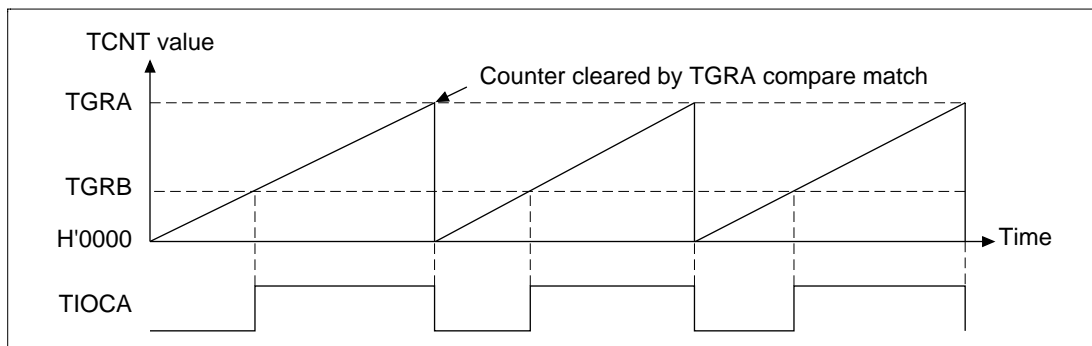 TCNT value
Counter cleared by TGRA compare match
TGRA
TGRB
H'0000
Time
TIOCA